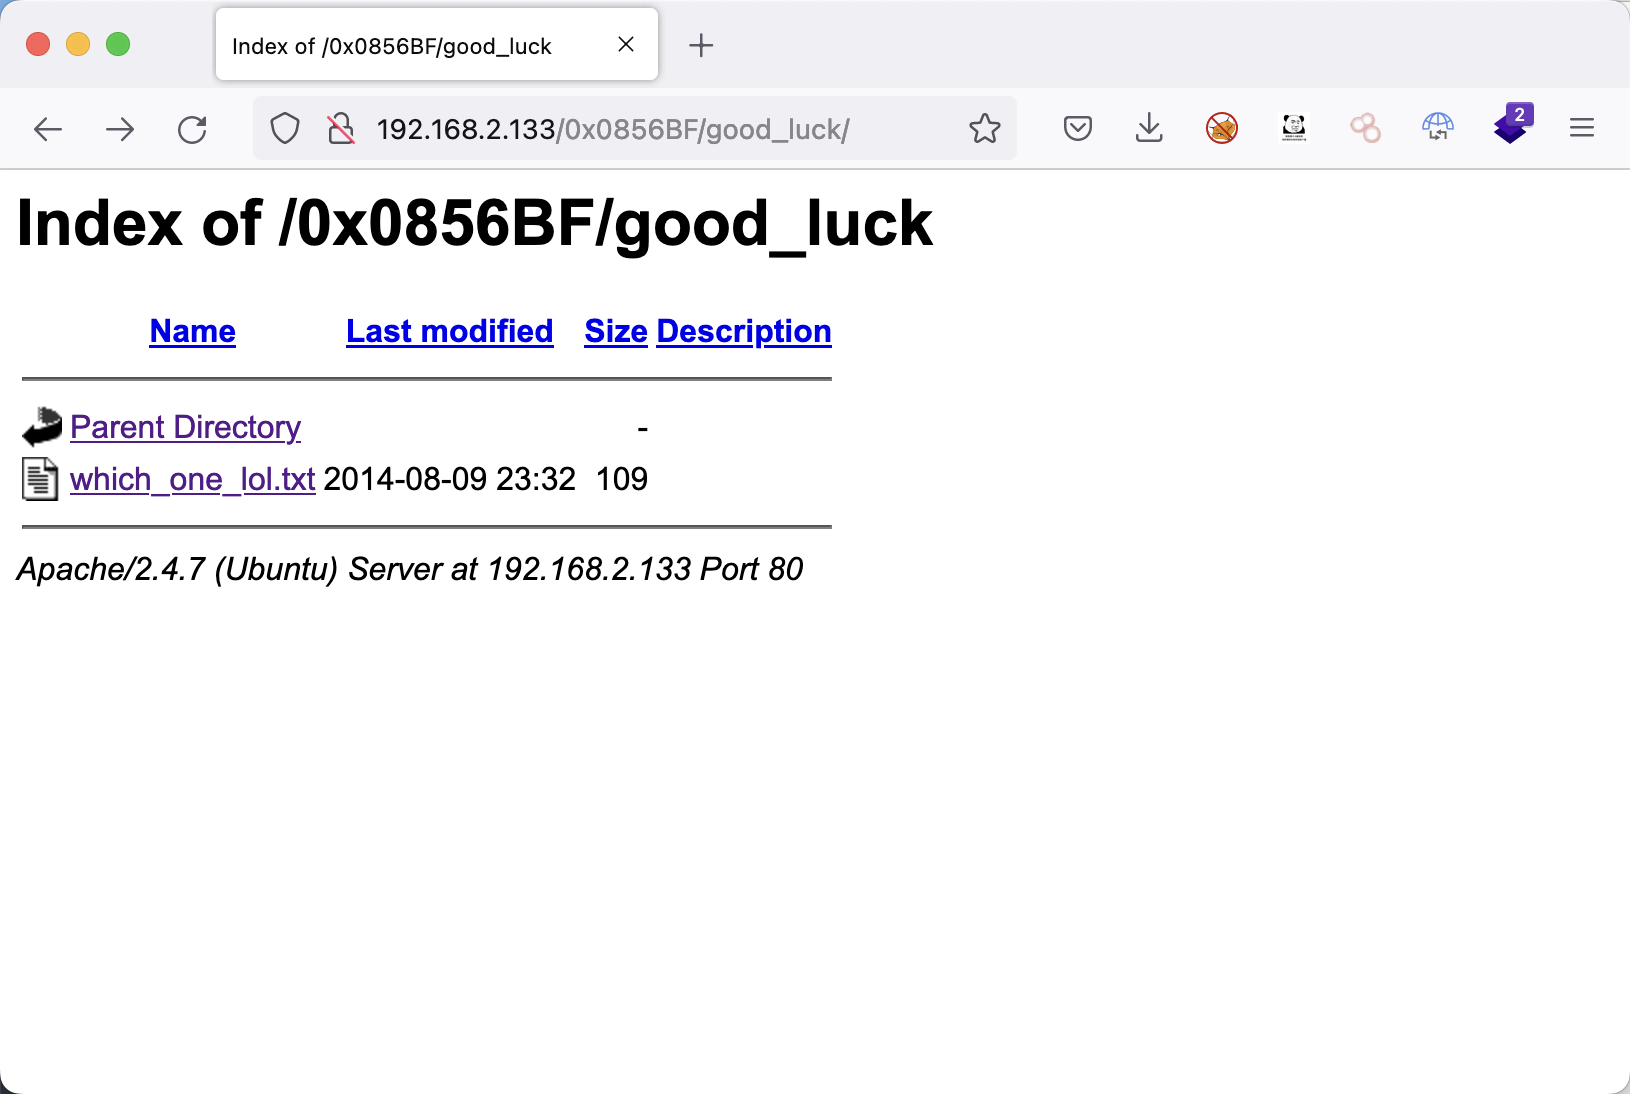 Index of /0x0856BF/good_luck
192.168.2.133/0x0856BF/good_luck/
2
Index of /0x0856BF/good_luck
Name Last modified Size Description
Parent Directory -
which_one_lol.txt 2014-08-09 23:32 109
Apache/2.4.7 (Ubuntu) Server at 192.168.2.133 Port 80